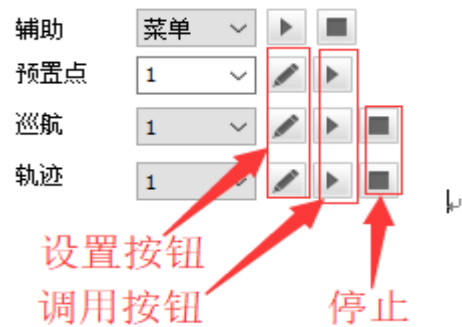 辅助 菜单
预置点 1
巡航 1
轨迹 1
设置按钮
调用按钮 停止